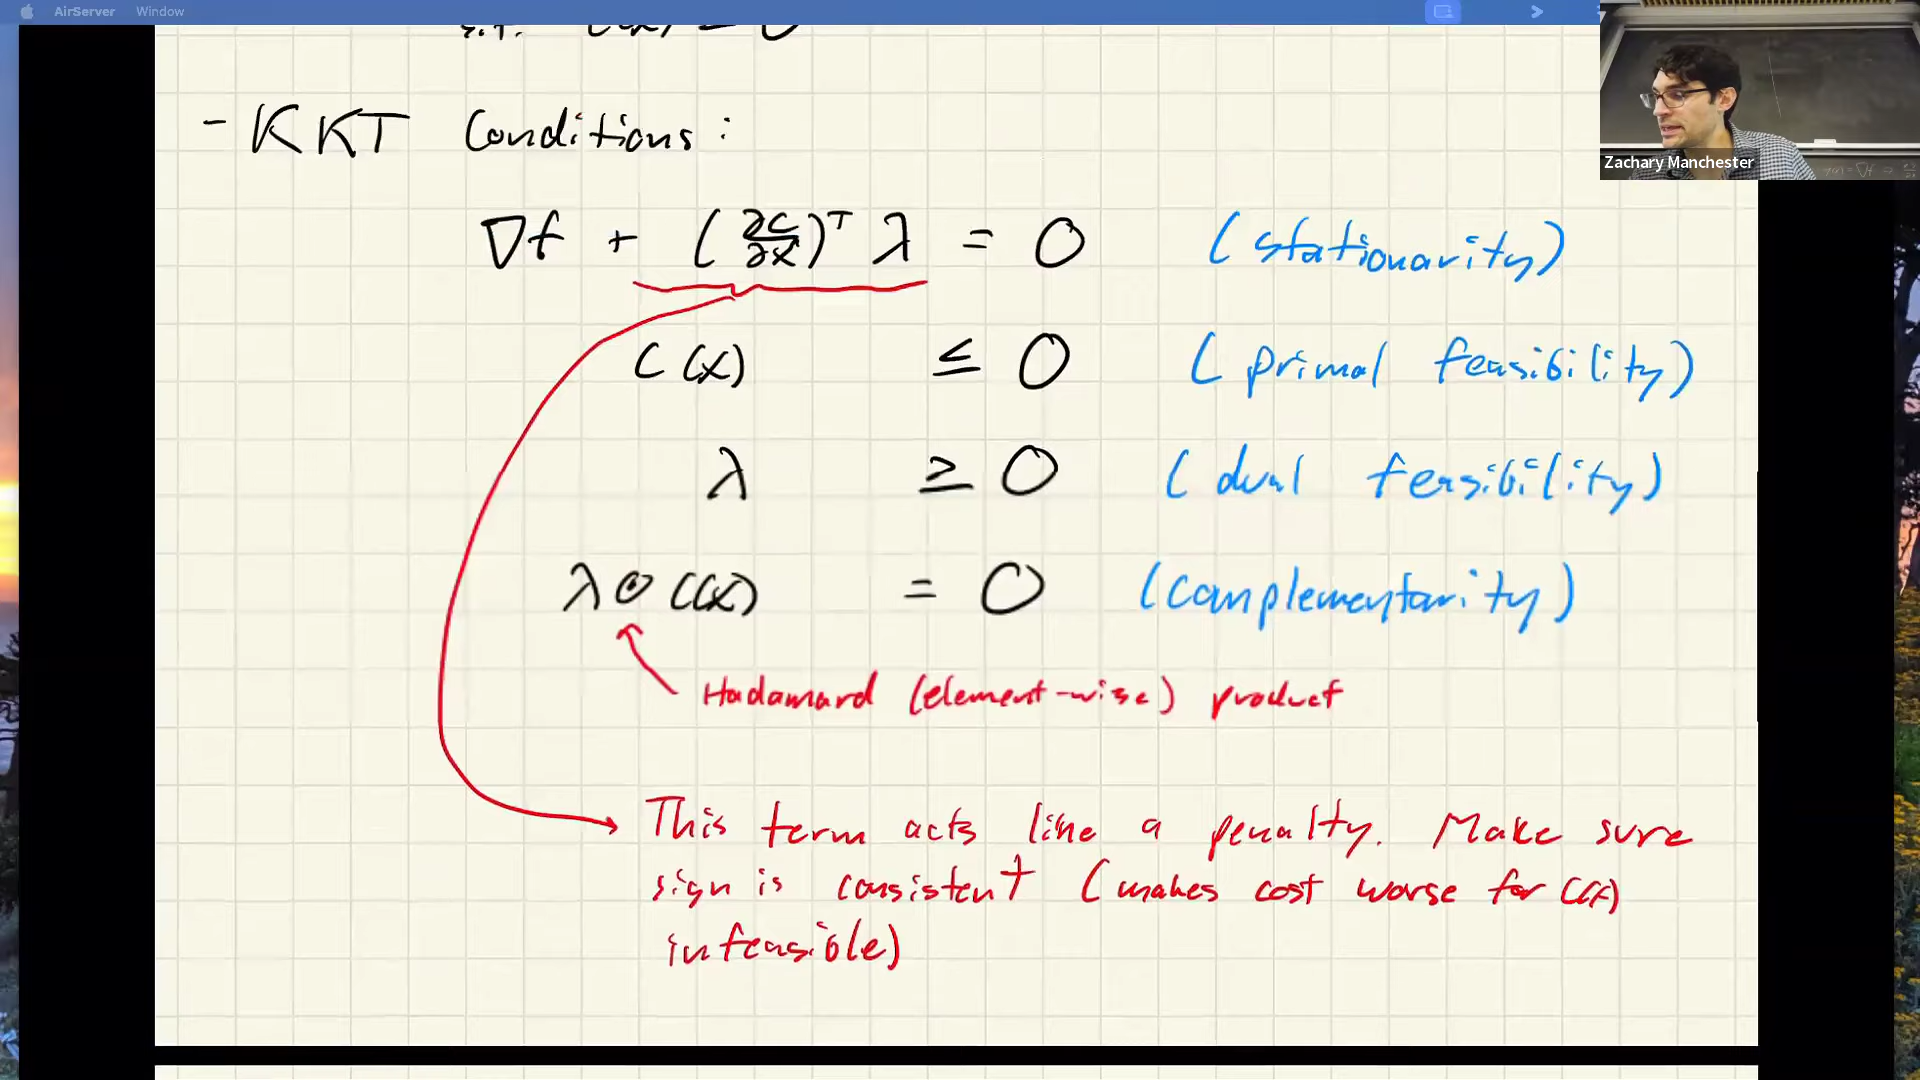 AirServer Window
s.t. C(x) ≤ 0
Zachary Manchester
- KKT Conditions:
∇f + (∂C/∂x)ᵀ λ = 0 (stationarity)
C(x) ≤ 0 (primal feasibility)
λ ≥ 0 (dual feasibility)
λ ⊙ C(x) = 0 (complementarity)
Hadamard (element-wise) product
This term acts like a penalty. Make sure
sign is consistent (makes cost worse for C(x)
infeasible)